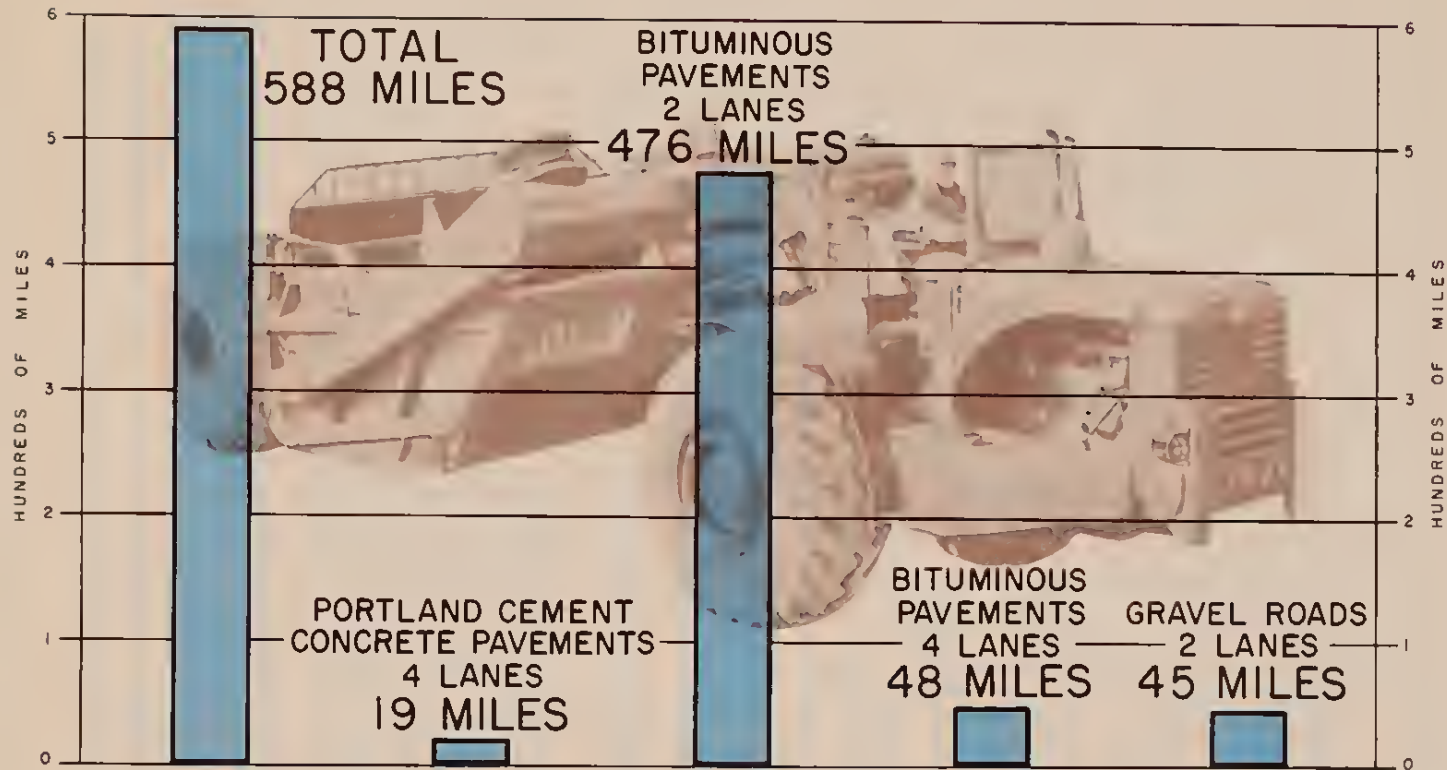 TOTAL
588 MILES
BITUMINOUS
PAVEMENTS
2 LANES
476 MILES
PORTLAND CEMENT
CONCRETE PAVEMENTS
4 LANES
19 MILES
BITUMINOUS
PAVEMENTS
4 LANES
48 MILES
GRAVEL ROADS
2 LANES
45 MILES
HUNDREDS OF MILES
6
5
4
3
2
1
0
HUNDREDS OF MILES
6
5
4
3
2
1
0